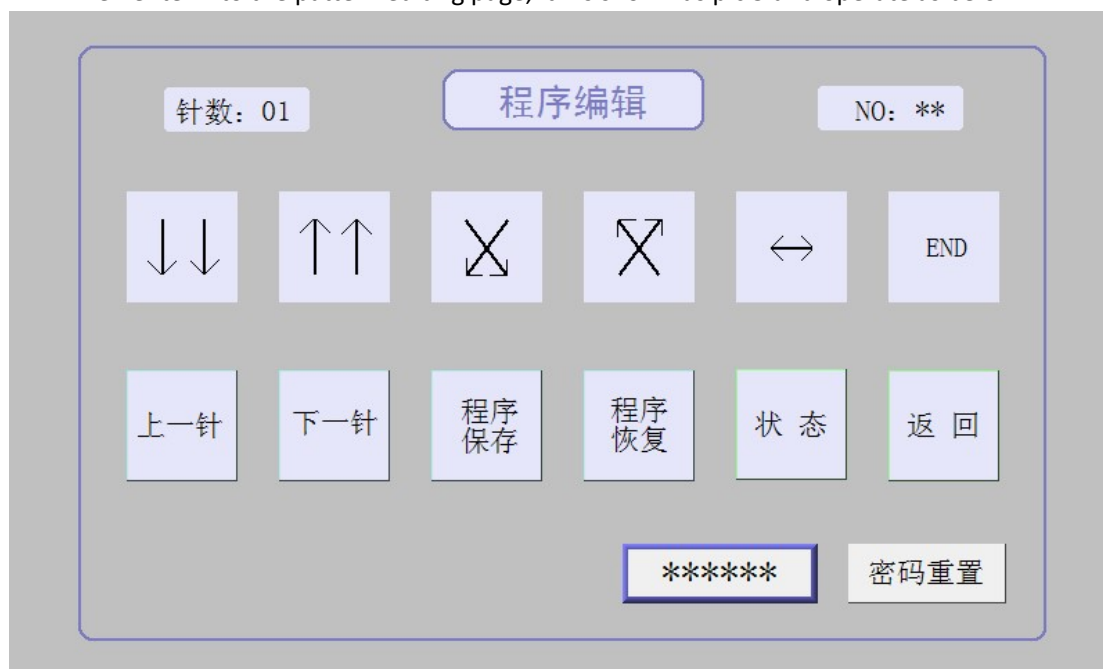 针数：01
程序编辑
NO：**
END
上一针
下一针
程序
保存
程序
恢复
状 态
返 回
******
密码重置